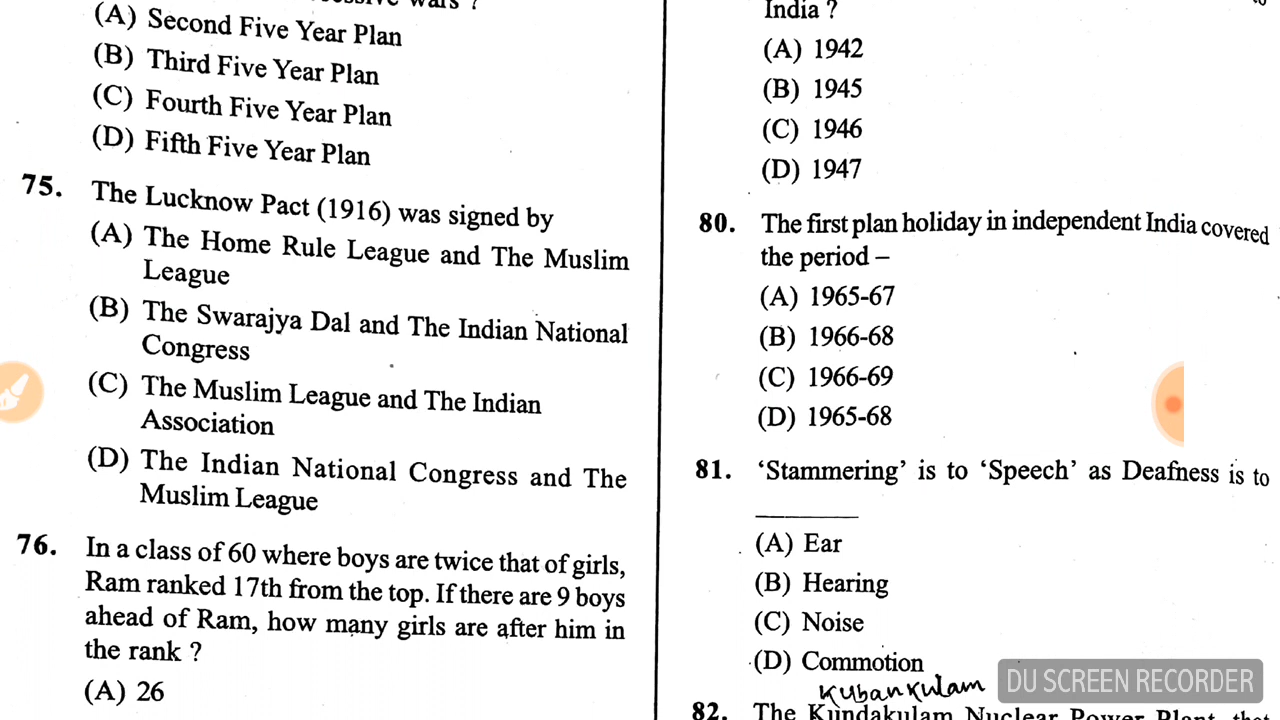 wars ?
(A) Second Five Year Plan
(B) Third Five Year Plan
(C) Fourth Five Year Plan
(D) Fifth Five Year Plan
75. The Lucknow Pact (1916) was signed by
(A) The Home Rule League and The Muslim
League
(B) The Swarajya Dal and The Indian National
Congress
(C) The Muslim League and The Indian
Association
(D) The Indian National Congress and The
Muslim League
76. In a class of 60 where boys are twice that of girls,
Ram ranked 17th from the top. If there are 9 boys
ahead of Ram, how many girls are after him in
the rank ?
(A) 26
India ?
(A) 1942
(B) 1945
(C) 1946
(D) 1947
80. The first plan holiday in independent India covered
the period –
(A) 1965-67
(B) 1966-68
(C) 1966-69
(D) 1965-68
81. ‘Stammering’ is to ‘Speech’ as Deafness is to
________
(A) Ear
(B) Hearing
(C) Noise
(D) Commotion
Kubankulam
DU SCREEN RECORDER
82. The Kundakulam Nuclear Power Plant, that